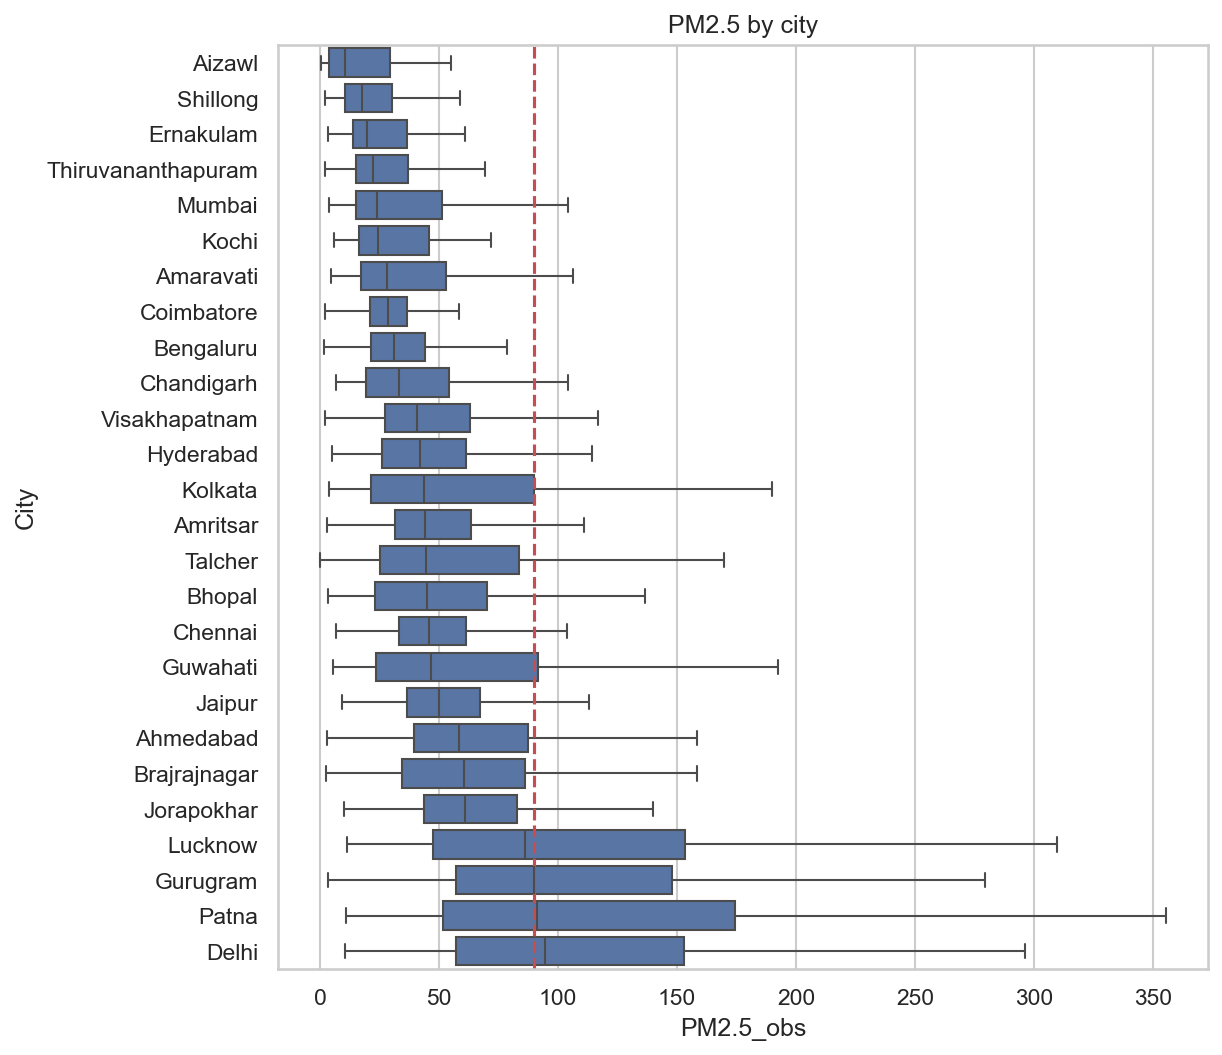 PM2.5 by city
Aizawl
Shillong
Ernakulam
Thiruvananthapuram
Mumbai
Kochi
Amaravati
Coimbatore
Bengaluru
Chandigarh
Visakhapatnam
Hyderabad
Kolkata
Amritsar
Talcher
Bhopal
Chennai
Guwahati
Jaipur
Ahmedabad
Brajrajnagar
Jorapokhar
Lucknow
Gurugram
Patna
Delhi
City
0 50 100 150 200 250 300 350
PM2.5_obs